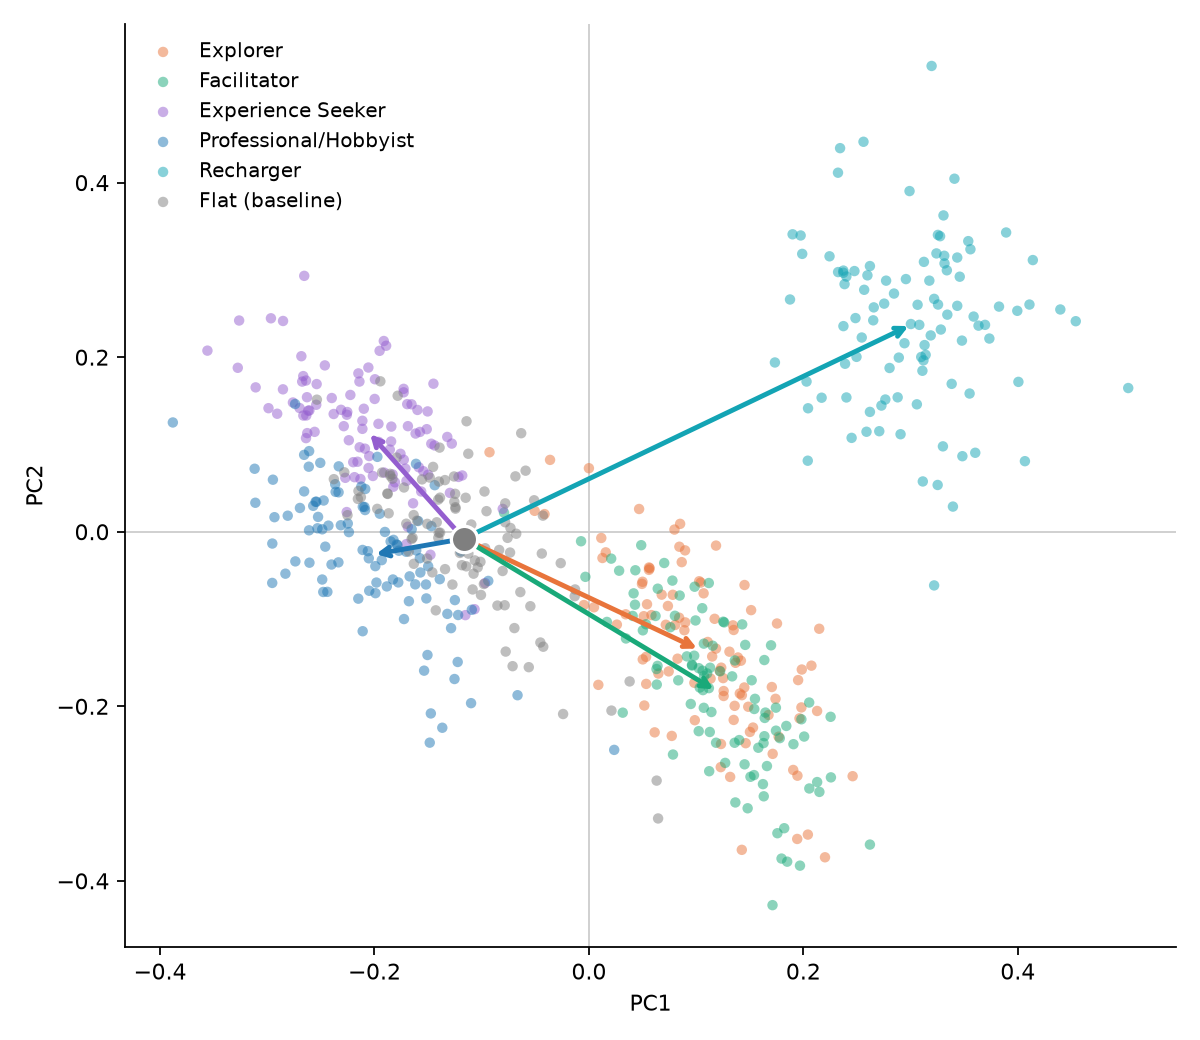 Explorer
Facilitator
Experience Seeker
Professional/Hobbyist
Recharger
Flat (baseline)
PC2
0.4
0.2
0.0
−0.2
−0.4
−0.4
−0.2
0.0
0.2
0.4
PC1